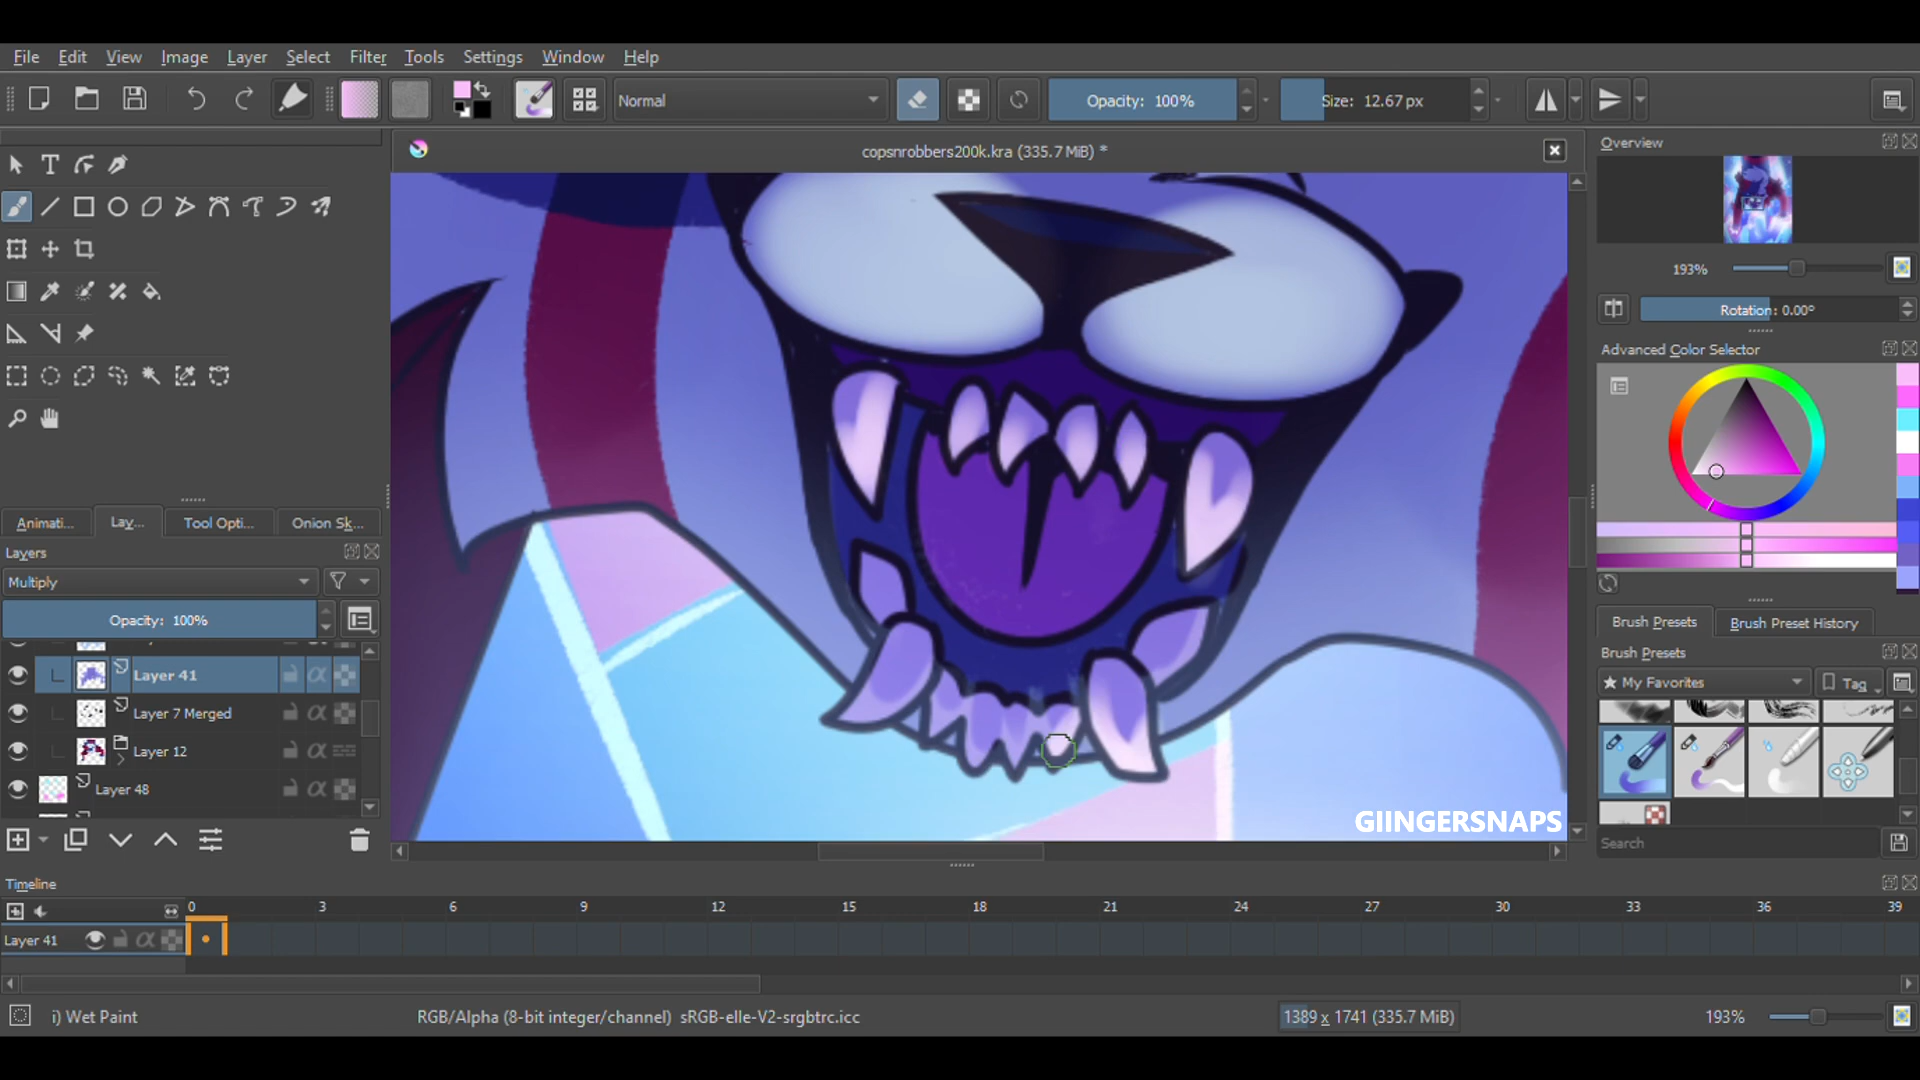 File Edit View Image Layer Select Filter Tools Settings Window Help
Normal
Opacity: 100%
Size: 12.67 px
copsnrobbers200k.kra (335.7 MiB) *
Overview
193%
Rotation: 0.00°
Advanced Color Selector
Animati... Lay... Tool Opti... Onion Sk...
Layers
Multiply
Opacity: 100%
Layer 41
Layer 7 Merged
Layer 12
Layer 48
Brush Presets Brush Preset History
Brush Presets
★ My Favorites
Tag
Search
GIINGERSNAPS
Timeline
0 3 6 9 12 15 18 21 24 27 30 33 36 39
Layer 41
i) Wet Paint
RGB/Alpha (8-bit integer/channel) sRGB-elle-V2-srgbtrc.icc
1389 x 1741 (335.7 MiB)
193%